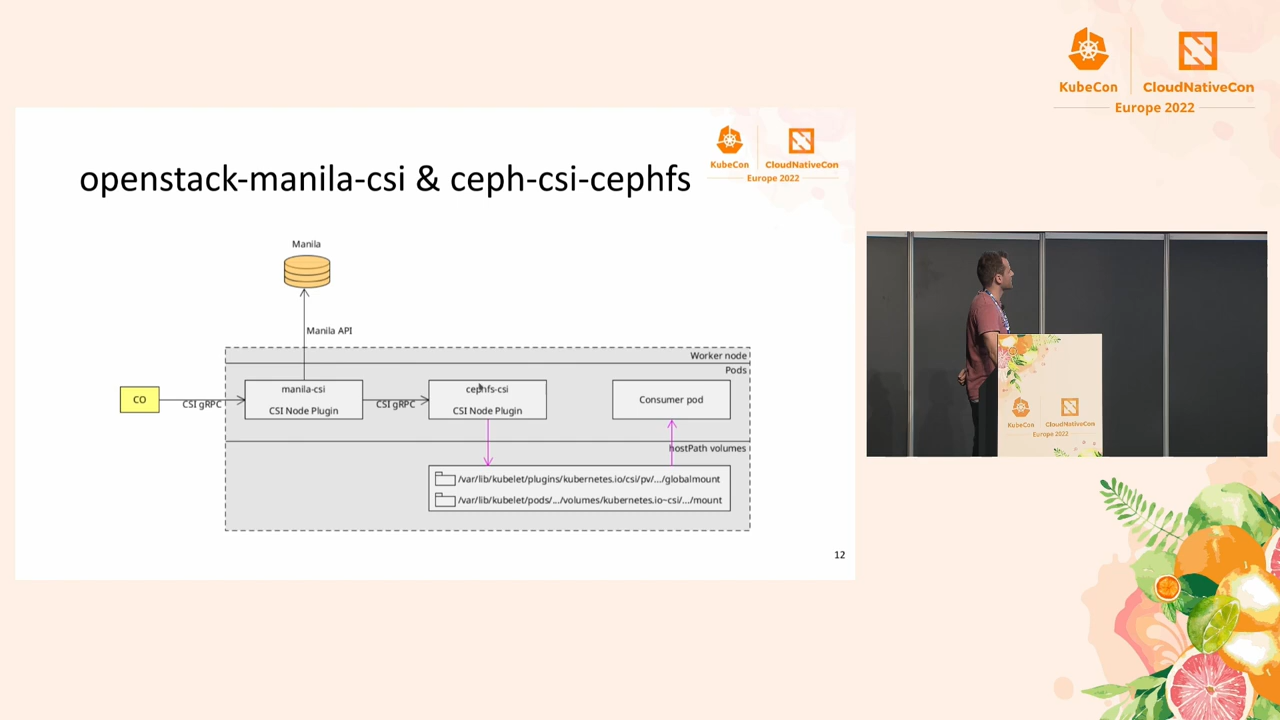 KubeCon
CloudNativeCon
Europe 2022
KubeCon
CloudNativeCon
Europe 2022
openstack-manila-csi & ceph-csi-cephfs
Manila
Manila API
Worker node
Pods
CO
CSI gRPC
manila-csi
CSI Node Plugin
CSI gRPC
cephfs-csi
CSI Node Plugin
Consumer pod
hostPath volumes
/var/lib/kubelet/plugins/kubernetes.io/csi/pv/.../globalmount
/var/lib/kubelet/pods/.../volumes/kubernetes.io~csi/.../mount
12
KubeCon
CloudNativeCon
Europe 2022